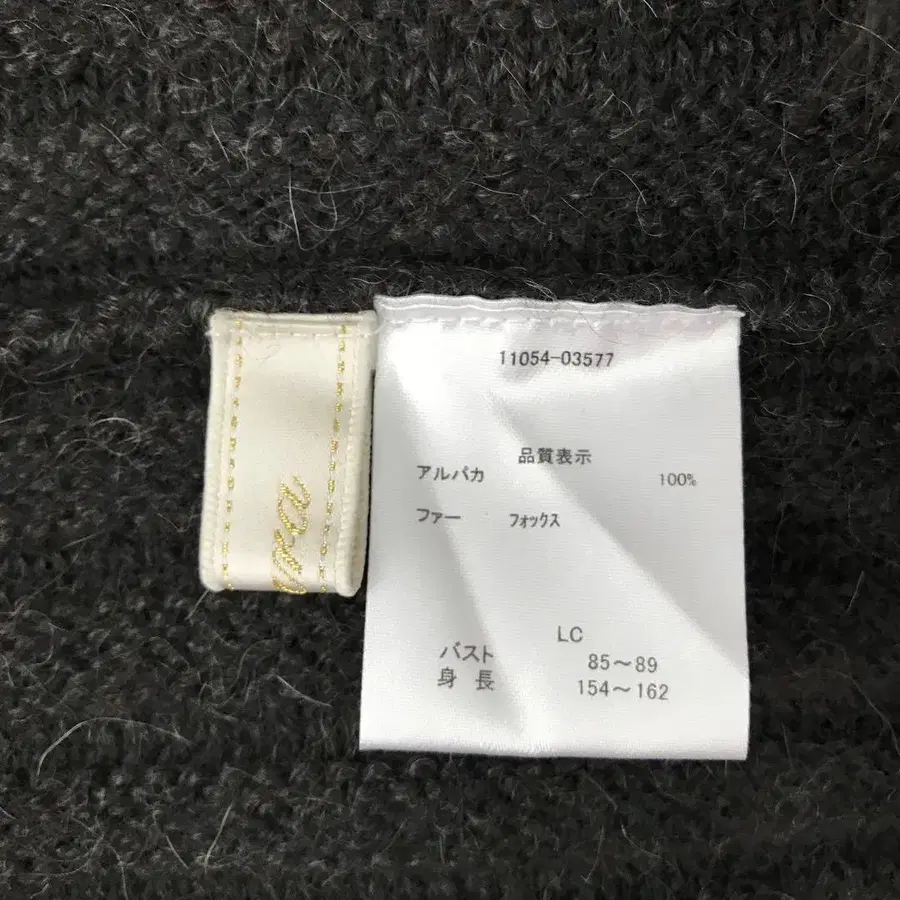 11054-03577
品質表示
アルパカ 100%
ファー フォックス
LC
バスト 85～89
身長 154～162